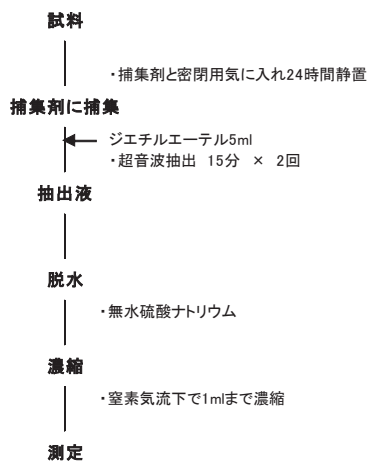 試料
・捕集剤と密閉用気に入れ24時間静置
捕集剤に捕集
ジエチルエーテル5ml
・超音波抽出 15分 × 2回
抽出液
脱水
・無水硫酸ナトリウム
濃縮
・窒素気流下で1mlまで濃縮
測定